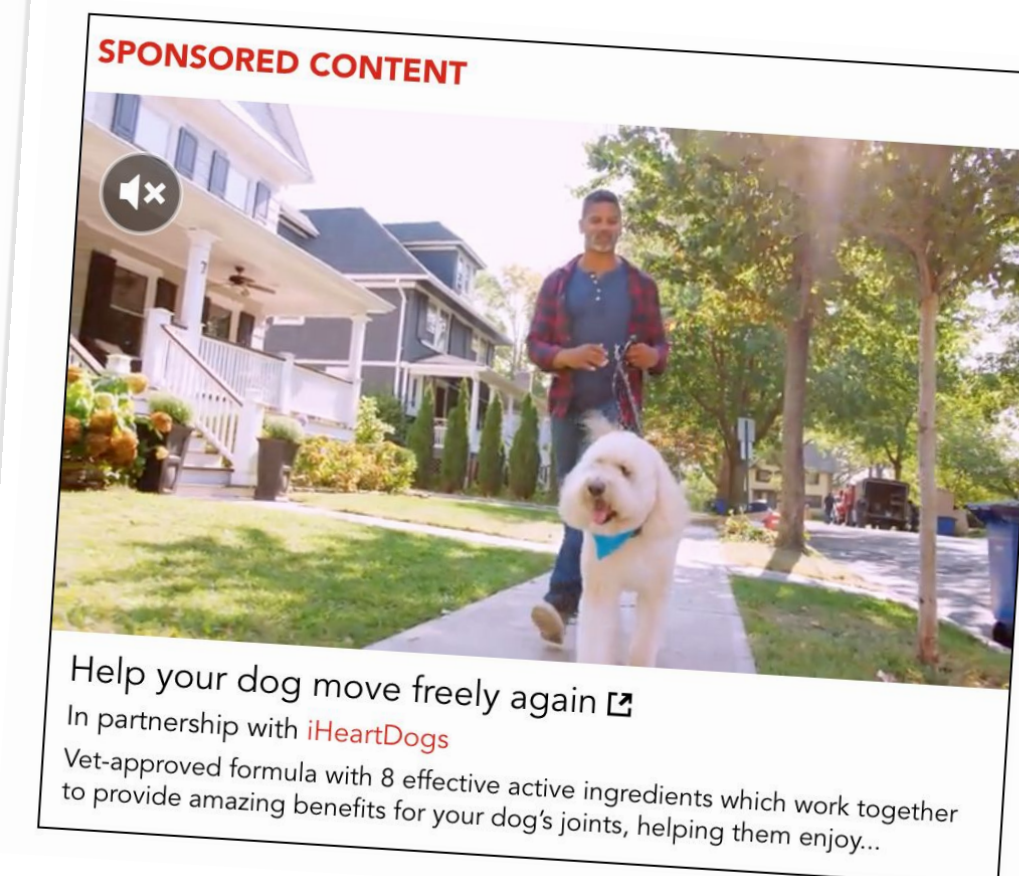 SPONSORED CONTENT
7
Help your dog move freely again
In partnership with iHeartDogs
Vet-approved formula with 8 effective active ingredients which work together
to provide amazing benefits for your dog's joints, helping them enjoy...